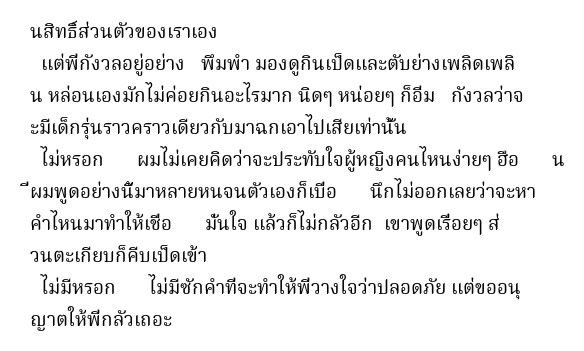 นสิทธิ์ส่วนตัวของเราเอง
แต่พี่กังวลอยู่อย่าง พึมพำ มองดูกินเป็ดและตับย่างเพลิดเพลิ
น หล่อนเองมักไม่ค่อยกินอะไรมาก นิดๆ หน่อยๆ ก็อิ่ม กังวลว่าจ
ะมีเด็กรุ่นราวคราวเดียวกับมาฉกเอาไปเสียเท่านั้น
ไม่หรอก ผมไม่เคยคิดว่าจะประทับใจผู้หญิงคนไหนง่ายๆ ฮื่อ น
ี่ผมพูดอย่างนี้มาหลายหนจนตัวเองก็เบื่อ นึกไม่ออกเลยว่าจะหา
คำไหนมาทำให้เชื่อ มั่นใจ แล้วก็ไม่กลัวอีก เขาพูดเรื่อยๆ ส่
วนตะเกียบก็คีบเป็ดเข้า
ไม่มีหรอก ไม่มีซักคำที่จะทำให้พี่วางใจว่าปลอดภัย แต่ขออนุ
ญาตให้พี่กลัวเถอะ